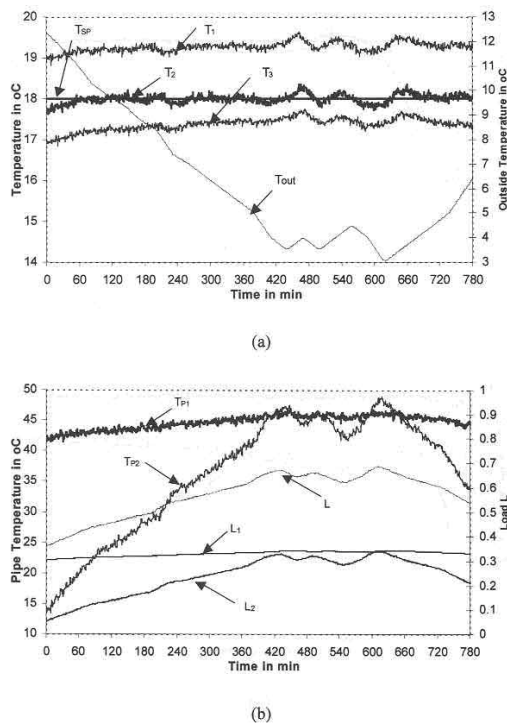 20
19
18
17
16
15
14
13
12
11
10
9
8
7
6
5
4
3
Temperature in oC
Outside Temperature in oC
TSP
T1
T2
T3
Tout
0 60 120 180 240 300 360 420 480 540 600 660 720 780
Time in min
(a)
50
45
40
35
30
25
20
15
10
1
0.9
0.8
0.7
0.6
0.5
0.4
0.3
0.2
0.1
0
Pipe Temperature in oC
Load L
TP1
TP2
L
L1
L2
0 60 120 180 240 300 360 420 480 540 600 660 720 780
Time in min
(b)